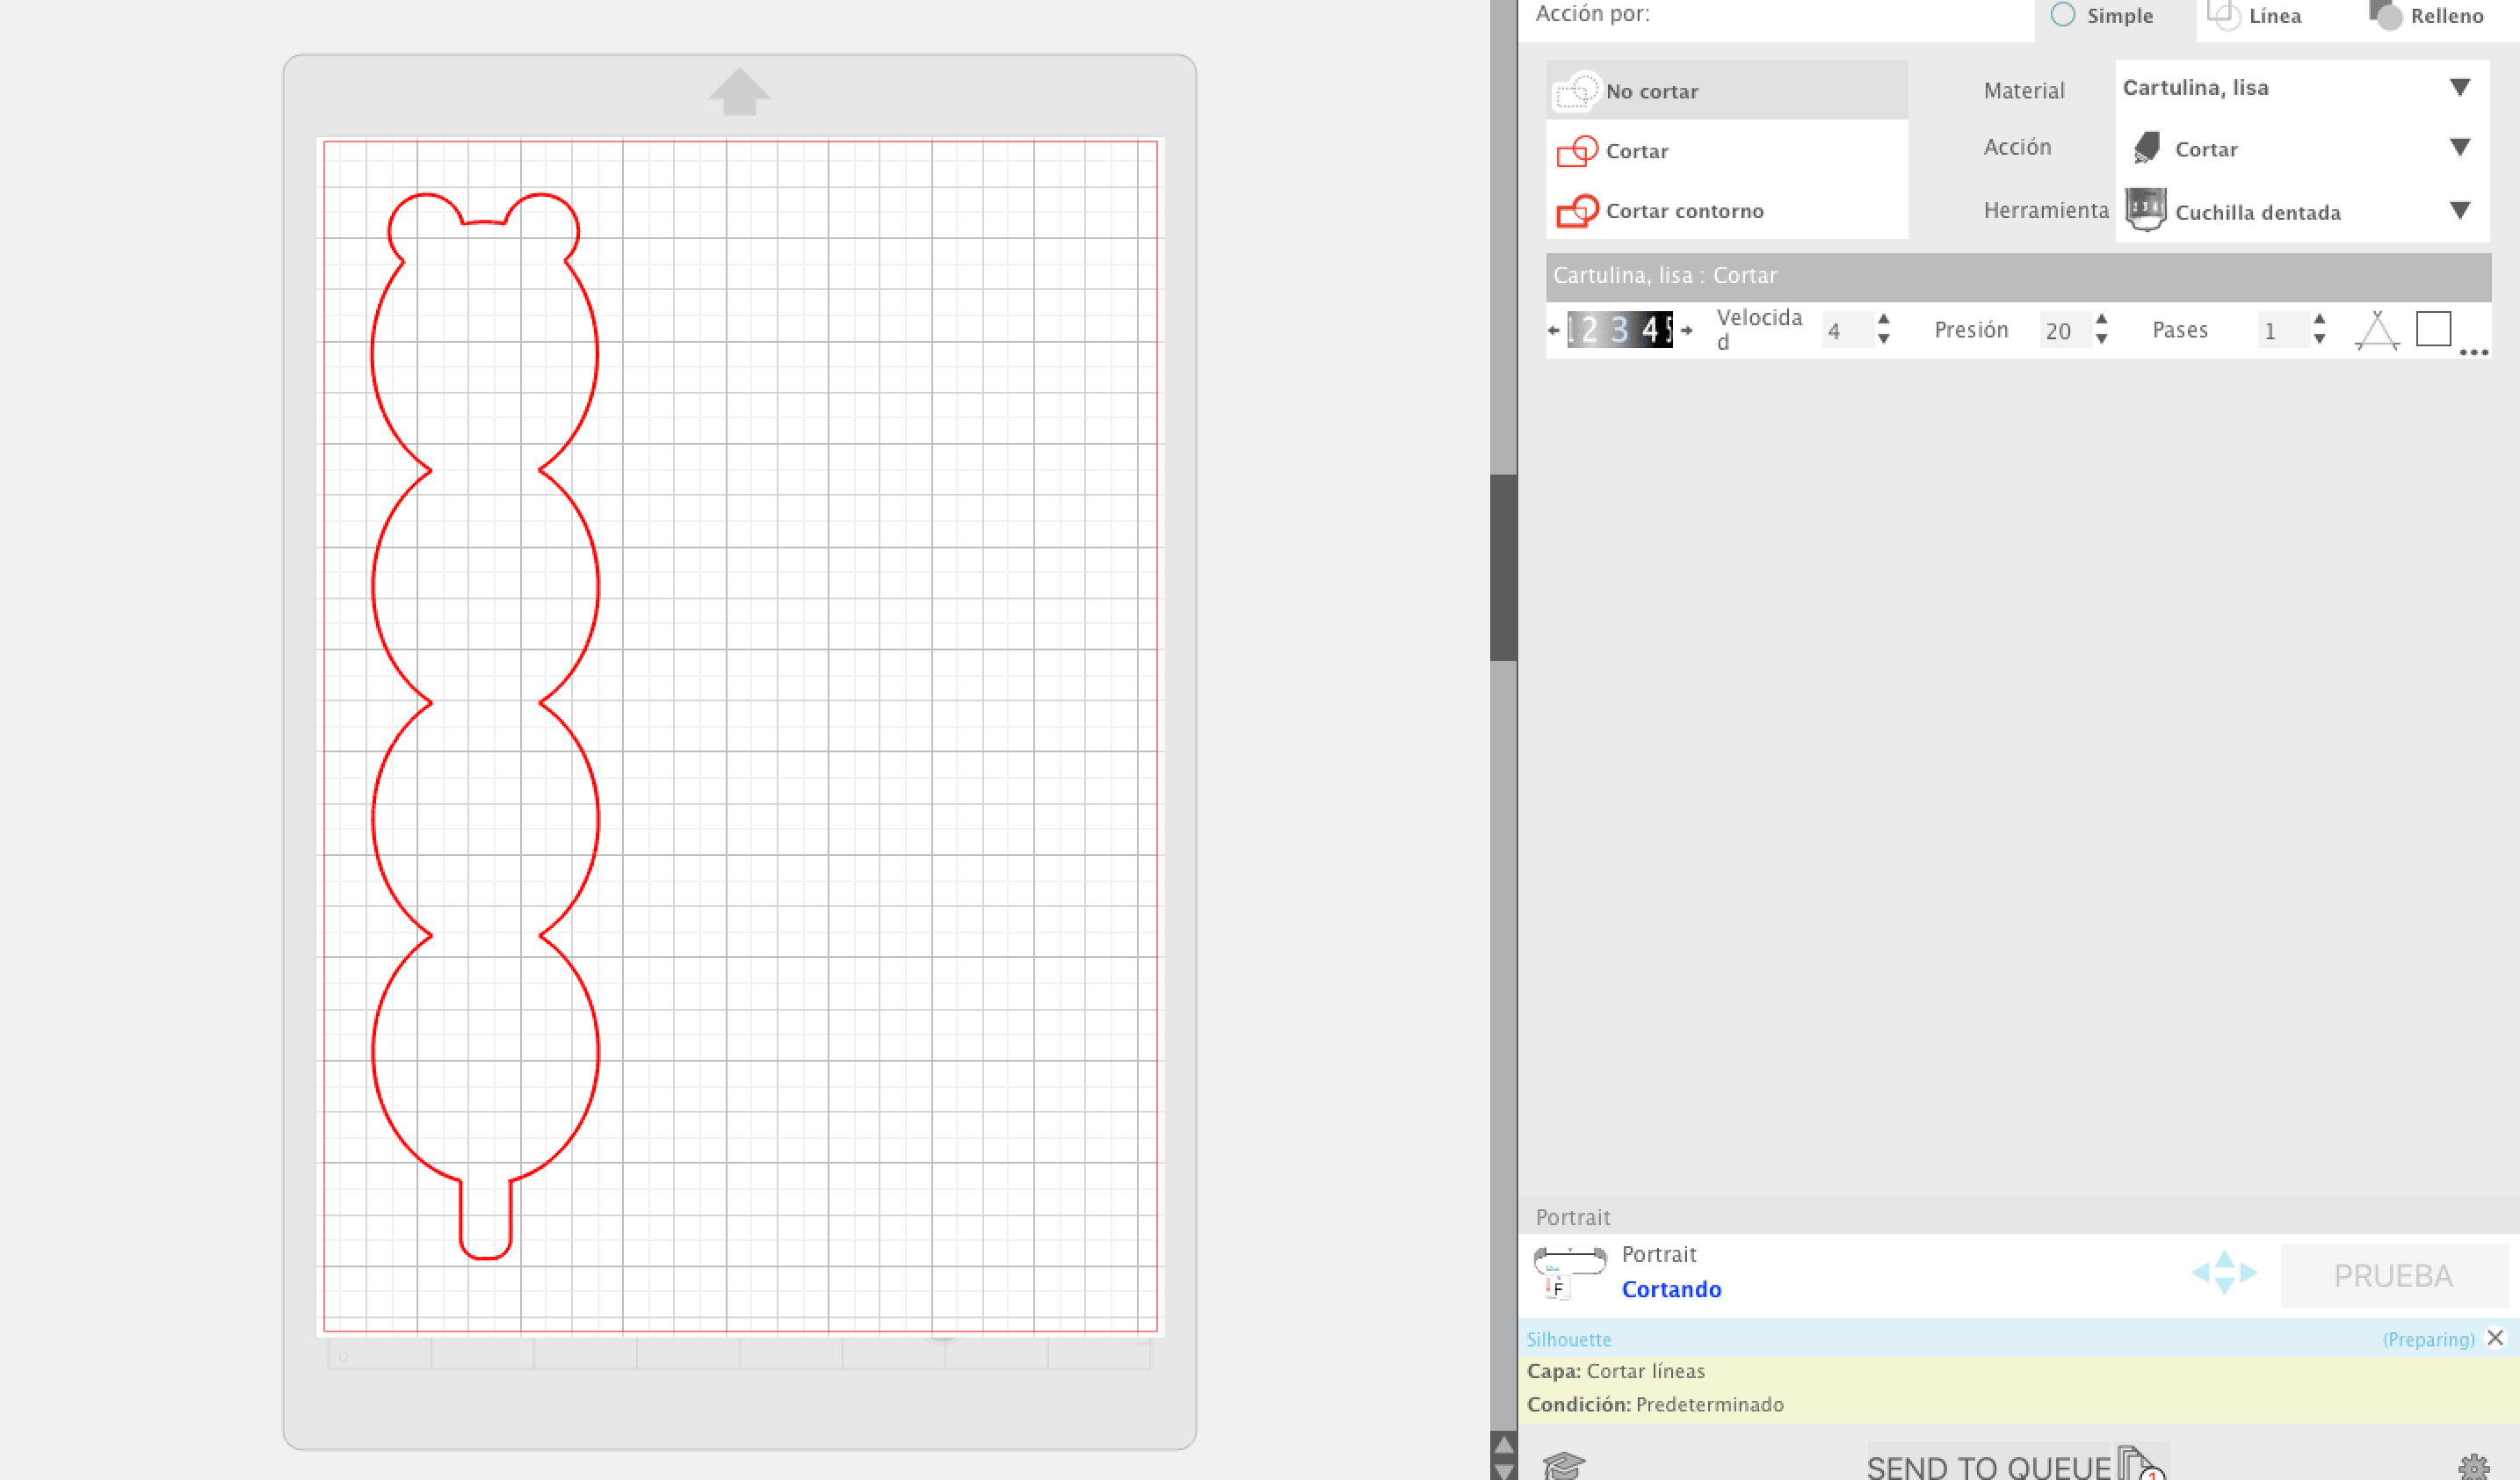 Acción por:
Simple
Línea
Relleno
No cortar
Cortar
Cortar contorno
Material
Cartulina, lisa
Acción
Cortar
Herramienta
Cuchilla dentada
Cartulina, lisa : Cortar
2 3 4
Velocida
d
4
Presión
20
Pases
1
12
Portrait
Portrait
Cortando
F
PRUEBA
Silhouette
(Preparing)
Capa: Cortar líneas
Condición: Predeterminado
SEND TO QUEUE
1